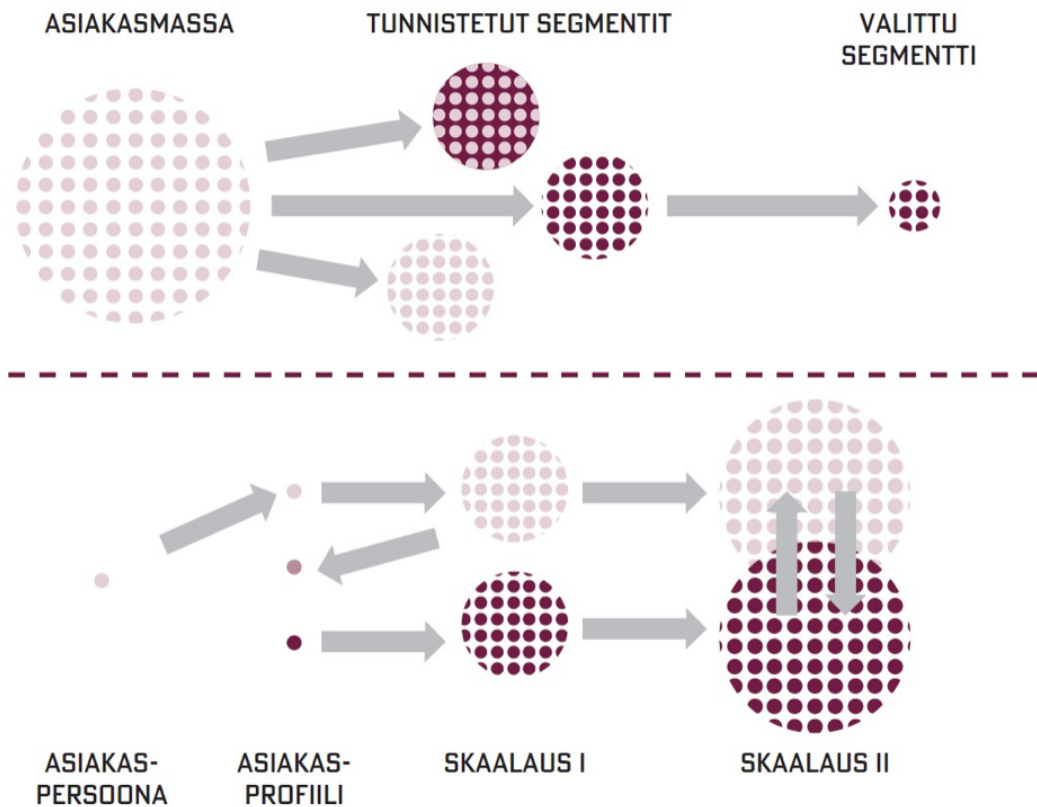 ASIAKASMASSA
TUNNISTETUT SEGMENTIT
VALITTU
SEGMENTTI
ASIAKAS-
PERSOONA
ASIAKAS-
PROFIILI
SKAALAUS I
SKAALAUS II